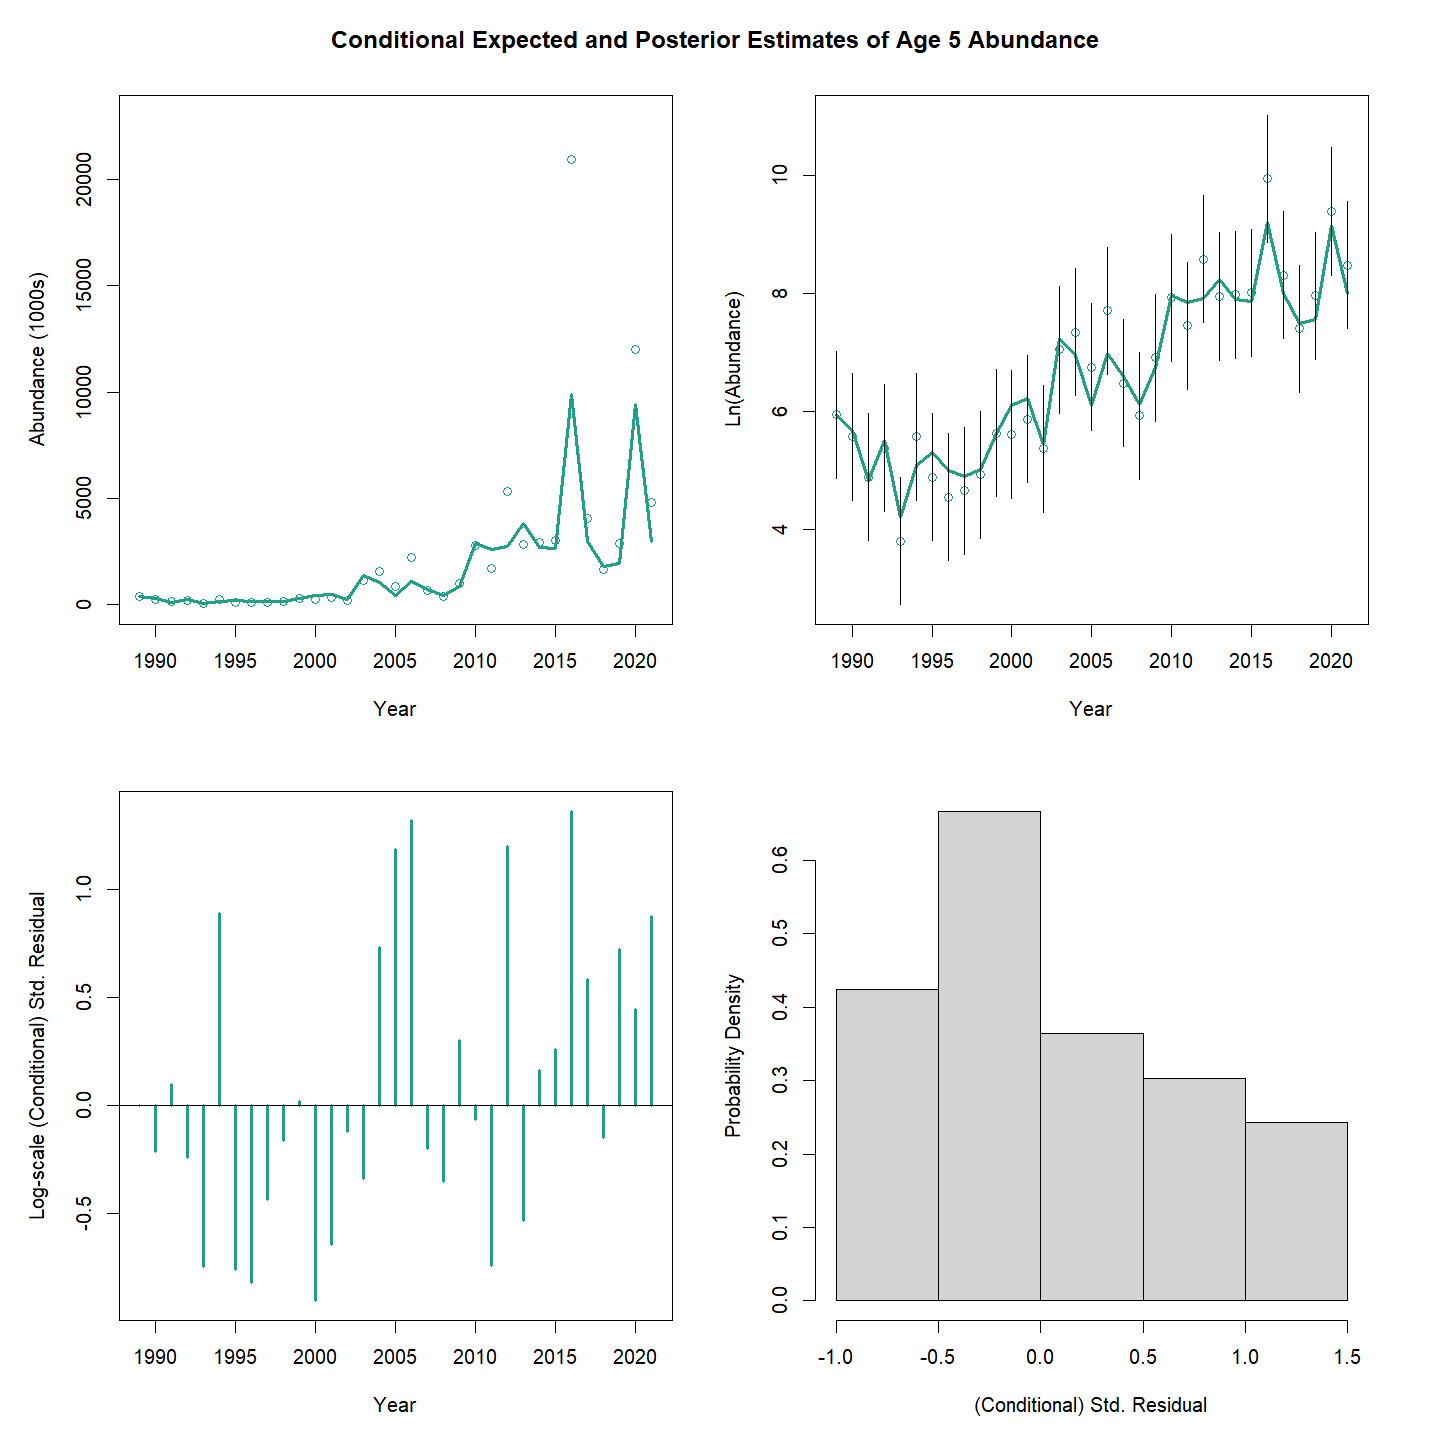 Conditional Expected and Posterior Estimates of Age 5 Abundance
Abundance (1000s)
20000
15000
10000
5000
0
1990 1995 2000 2005 2010 2015 2020
Year
Ln(Abundance)
10
8
6
4
1990 1995 2000 2005 2010 2015 2020
Year
Log-scale (Conditional) Std. Residual
1.0
0.5
0.0
-0.5
1990 1995 2000 2005 2010 2015 2020
Year
Probability Density
0.6
0.5
0.4
0.3
0.2
0.1
0.0
-1.0 -0.5 0.0 0.5 1.0 1.5
(Conditional) Std. Residual